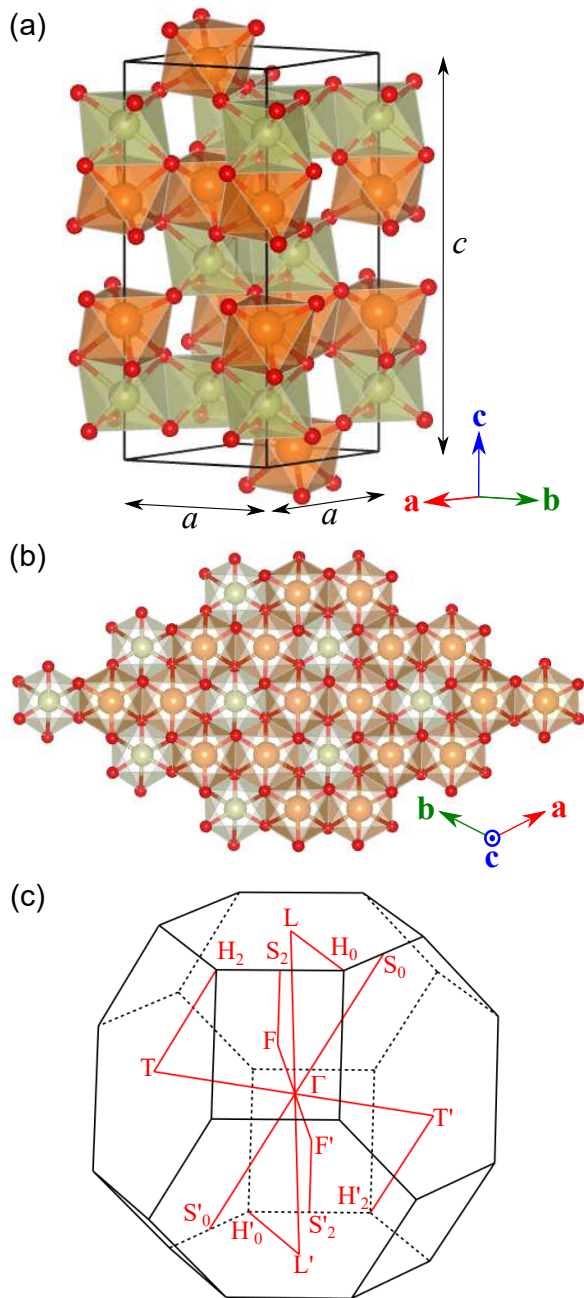 (a)
c
a
a
c
a
b
(b)
b
a
c
(c)
L
H₂
S₂
H₀
S₀
F
T
Γ
T'
F'
S'₀
H'₀
S'₂
H'₂
L'